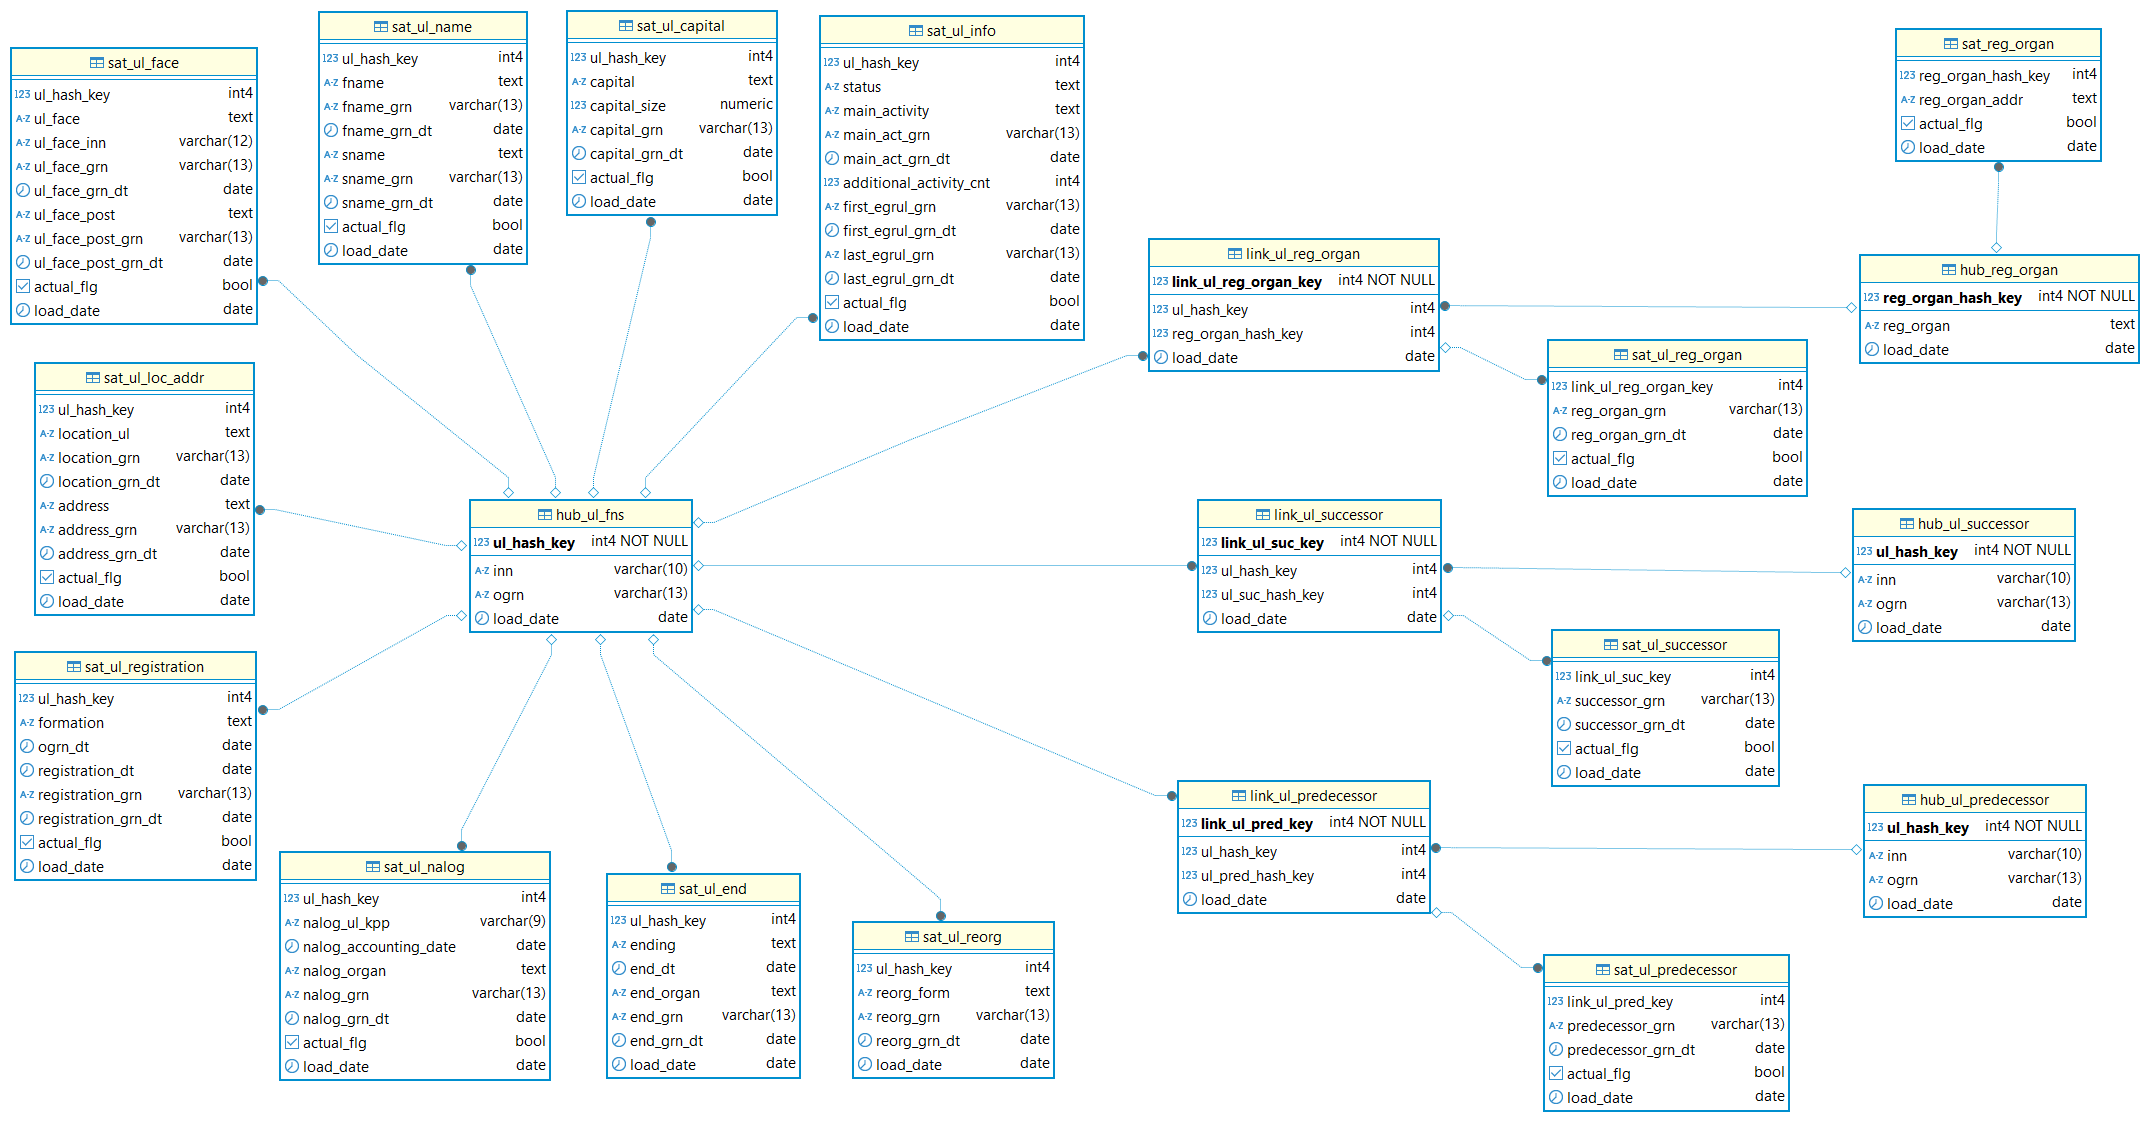 sat_ul_face
123 ul_hash_key int4
A-Z ul_face text
A-Z ul_face_inn varchar(12)
A-Z ul_face_grn varchar(13)
ul_face_grn_dt date
A-Z ul_face_post text
A-Z ul_face_post_grn varchar(13)
ul_face_post_grn_dt date
actual_flg bool
load_date date
sat_ul_name
123 ul_hash_key int4
A-Z fname text
A-Z fname_grn varchar(13)
fname_grn_dt date
A-Z sname text
A-Z sname_grn varchar(13)
sname_grn_dt date
actual_flg bool
load_date date
sat_ul_capital
123 ul_hash_key int4
A-Z capital text
123 capital_size numeric
A-Z capital_grn varchar(13)
capital_grn_dt date
actual_flg bool
load_date date
sat_ul_info
123 ul_hash_key int4
A-Z status text
A-Z main_activity text
A-Z main_act_grn varchar(13)
main_act_grn_dt date
123 additional_activity_cnt int4
A-Z first_egrul_grn varchar(13)
first_egrul_grn_dt date
A-Z last_egrul_grn varchar(13)
last_egrul_grn_dt date
actual_flg bool
load_date date
sat_reg_organ
123 reg_organ_hash_key int4
A-Z reg_organ_addr text
actual_flg bool
load_date date
link_ul_reg_organ
123 link_ul_reg_organ_key int4 NOT NULL
123 ul_hash_key int4
123 reg_organ_hash_key int4
load_date date
hub_reg_organ
123 reg_organ_hash_key int4 NOT NULL
A-Z reg_organ text
load_date date
sat_ul_reg_organ
123 link_ul_reg_organ_key int4
A-Z reg_organ_grn varchar(13)
reg_organ_grn_dt date
actual_flg bool
load_date date
sat_ul_loc_addr
123 ul_hash_key int4
A-Z location_ul text
A-Z location_grn varchar(13)
location_grn_dt date
A-Z address text
A-Z address_grn varchar(13)
address_grn_dt date
actual_flg bool
load_date date
hub_ul_fns
123 ul_hash_key int4 NOT NULL
A-Z inn varchar(10)
A-Z ogrn varchar(13)
load_date date
link_ul_successor
123 link_ul_suc_key int4 NOT NULL
123 ul_hash_key int4
123 ul_suc_hash_key int4
load_date date
hub_ul_successor
123 ul_hash_key int4 NOT NULL
A-Z inn varchar(10)
A-Z ogrn varchar(13)
load_date date
sat_ul_successor
123 link_ul_suc_key int4
A-Z successor_grn varchar(13)
successor_grn_dt date
actual_flg bool
load_date date
sat_ul_registration
123 ul_hash_key int4
A-Z formation text
ogrn_dt date
registration_dt date
A-Z registration_grn varchar(13)
registration_grn_dt date
actual_flg bool
load_date date
link_ul_predecessor
123 link_ul_pred_key int4 NOT NULL
123 ul_hash_key int4
123 ul_pred_hash_key int4
load_date date
hub_ul_predecessor
123 ul_hash_key int4 NOT NULL
A-Z inn varchar(10)
A-Z ogrn varchar(13)
load_date date
sat_ul_nalog
123 ul_hash_key int4
A-Z nalog_ul_kpp varchar(9)
nalog_accounting_date date
A-Z nalog_organ text
A-Z nalog_grn varchar(13)
nalog_grn_dt date
actual_flg bool
load_date date
sat_ul_end
123 ul_hash_key int4
A-Z ending text
end_dt date
A-Z end_organ text
A-Z end_grn varchar(13)
end_grn_dt date
load_date date
sat_ul_reorg
123 ul_hash_key int4
A-Z reorg_form text
A-Z reorg_grn varchar(13)
reorg_grn_dt date
load_date date
sat_ul_predecessor
123 link_ul_pred_key int4
A-Z predecessor_grn varchar(13)
predecessor_grn_dt date
actual_flg bool
load_date date